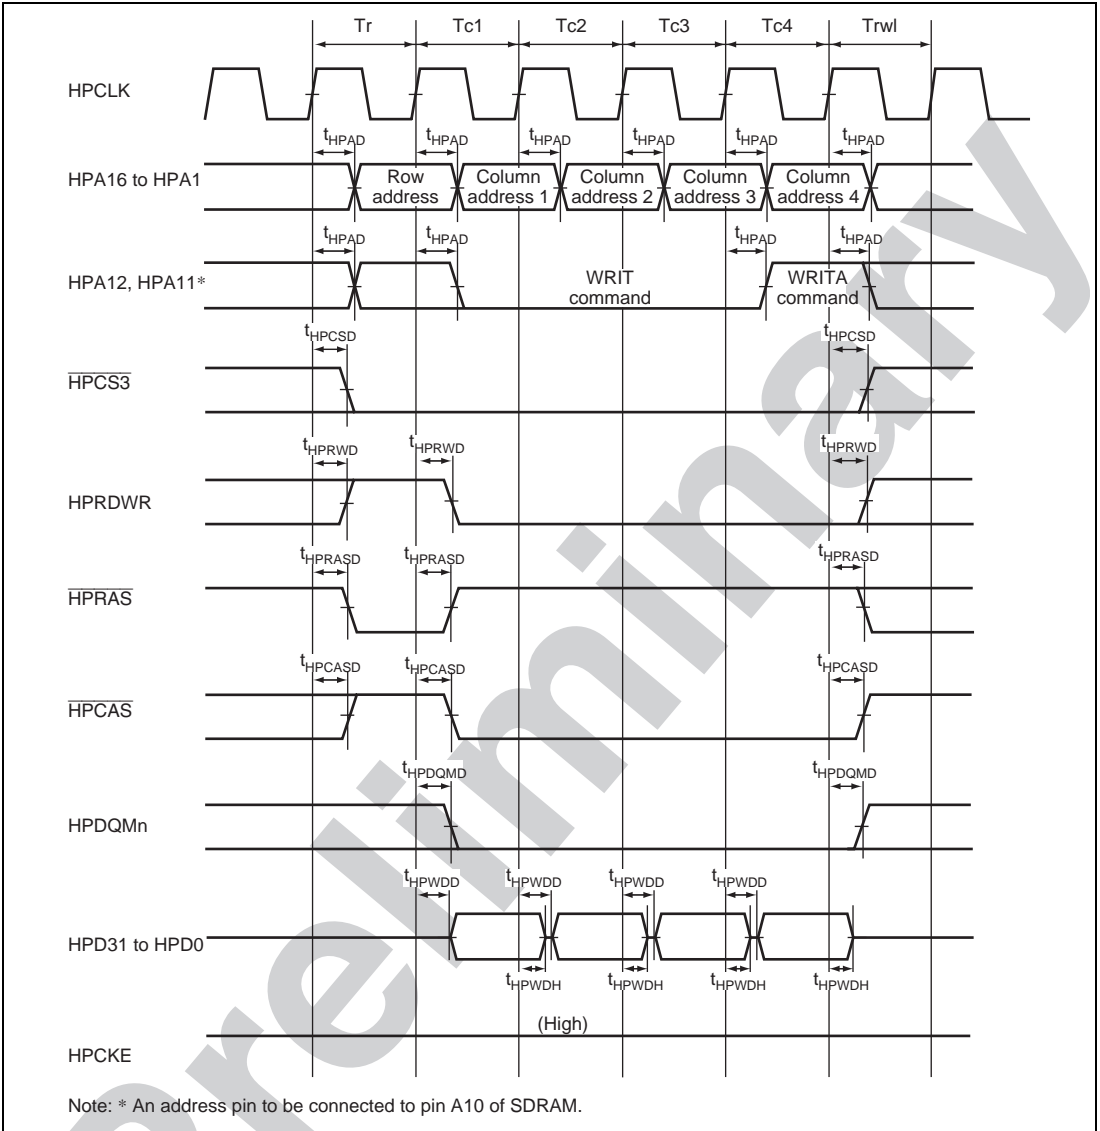 Tr Tc1 Tc2 Tc3 Tc4 Trwl
HPCLK
tHPAD tHPAD tHPAD tHPAD tHPAD tHPAD
HPA16 to HPA1
Row address
Column address 1
Column address 2
Column address 3
Column address 4
tHPAD tHPAD tHPAD tHPAD
HPA12, HPA11*
WRIT command
WRITA command
tHPCSD tHPCSD
HPCS3
tHPRWD tHPRWD tHPRWD
HPRDWR
tHPRASD tHPRASD tHPRASD
HPRAS
tHPCASD tHPCASD tHPCASD
HPCAS
tHPDQMD tHPDQMD
HPDQMn
tHPWDD tHPWDD tHPWDD tHPWDD
HPD31 to HPD0
tHPWDH tHPWDH tHPWDH tHPWDH
(High)
HPCKE
Note: * An address pin to be connected to pin A10 of SDRAM.
Preliminary